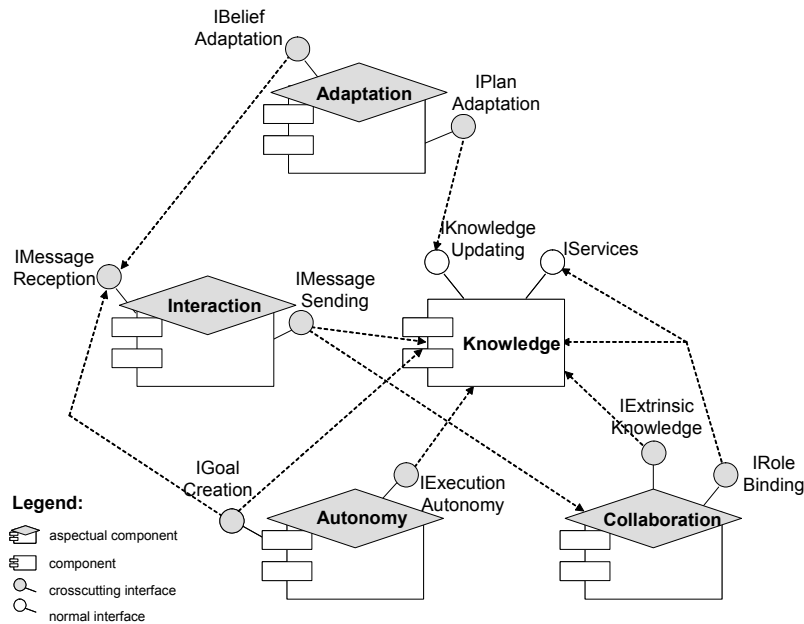 IBelief
Adaptation
Adaptation
IPlan
Adaptation
IKnowledge
Updating
IServices
IMessage
Reception
Interaction
IMessage
Sending
Knowledge
IExtrinsic
Knowledge
IGoal
Creation
IExecution
Autonomy
IRole
Binding
Autonomy
Collaboration
Legend:
aspectual component
component
crosscutting interface
normal interface